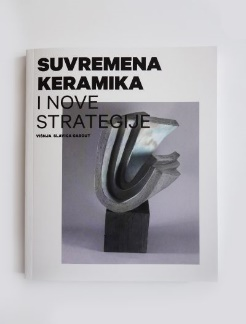 SUVREMENA
KERAMIKA
I NOVE
STRATEGIJE
VIŠNJA SLAVICA GABOUT